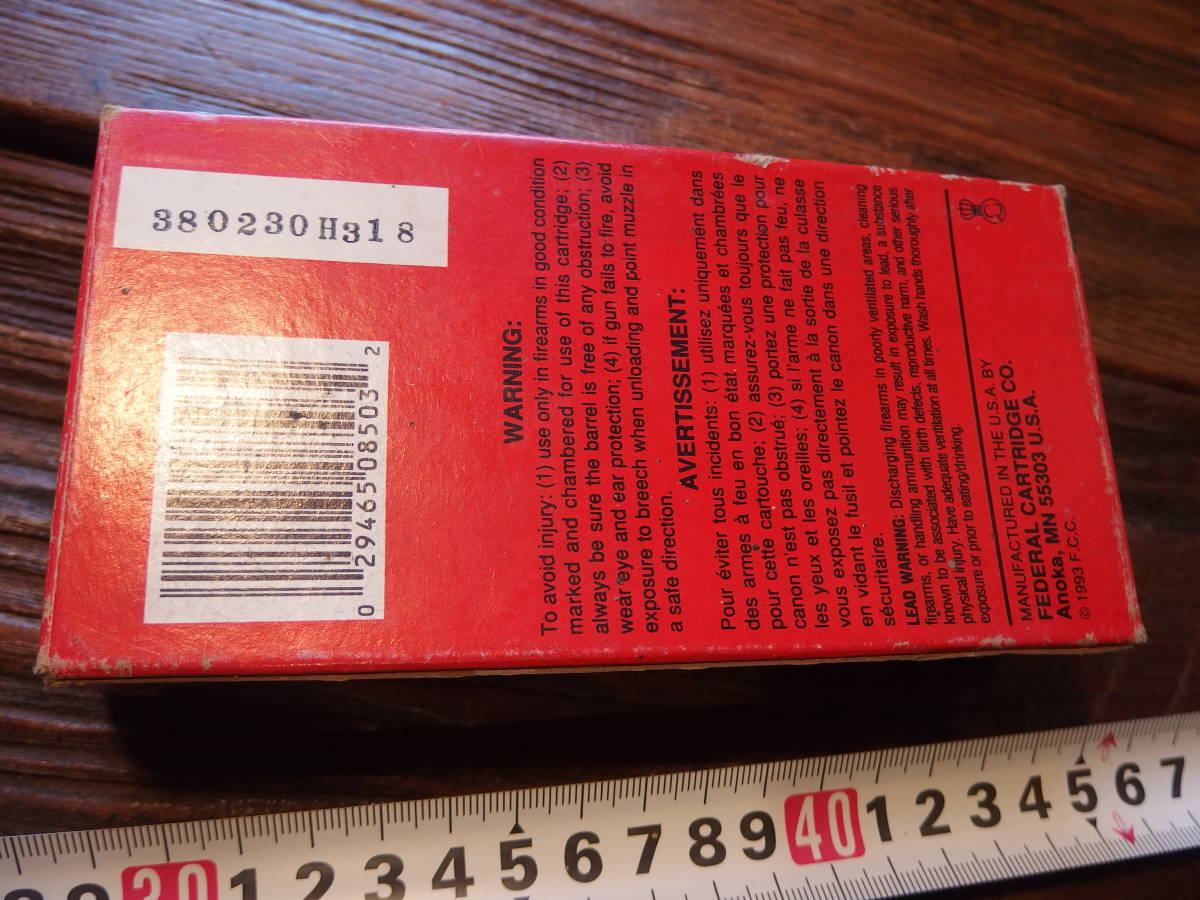 380230H318
0 29465 08503 2
WARNING:
To avoid injury: (1) use only in firearms in good condition
marked and chambered for use of this cartridge; (2)
always be sure the barrel is free of any obstruction; (3)
wear eye and ear protection; (4) if gun fails to fire, avoid
exposure to breech when unloading and point muzzle in
a safe direction.
AVERTISSEMENT:
Pour éviter tous incidents: (1) utilisez uniquement dans
des armes à feu en bon état marquées et chambrées
pour cette cartouche; (2) assurez-vous toujours que le
canon n'est pas obstrué; (3) portez une protection pour
les yeux et les oreilles; (4) si l'arme ne fait pas feu, ne
vous exposez pas directement à la sortie de la culasse
en vidant le fusil et pointez le canon dans une direction
sécuritaire.
LEAD WARNING: Discharging firearms in poorly ventilated areas, cleaning
firearms, or handling ammunition may result in exposure to lead, a substance
known to be associated with birth defects, reproductive harm, and other serious
physical injury. Have adequate ventilation at all times. Wash hands thoroughly after
exposure or prior to eating/drinking.
MANUFACTURED IN THE U.S.A. BY
FEDERAL CARTRIDGE CO.
Anoka, MN 55303 U.S.A.
© 1993 F.C.C.
30 1 2 3 4 5 6 7 8 9 40 1 2 3 4 5 6 7